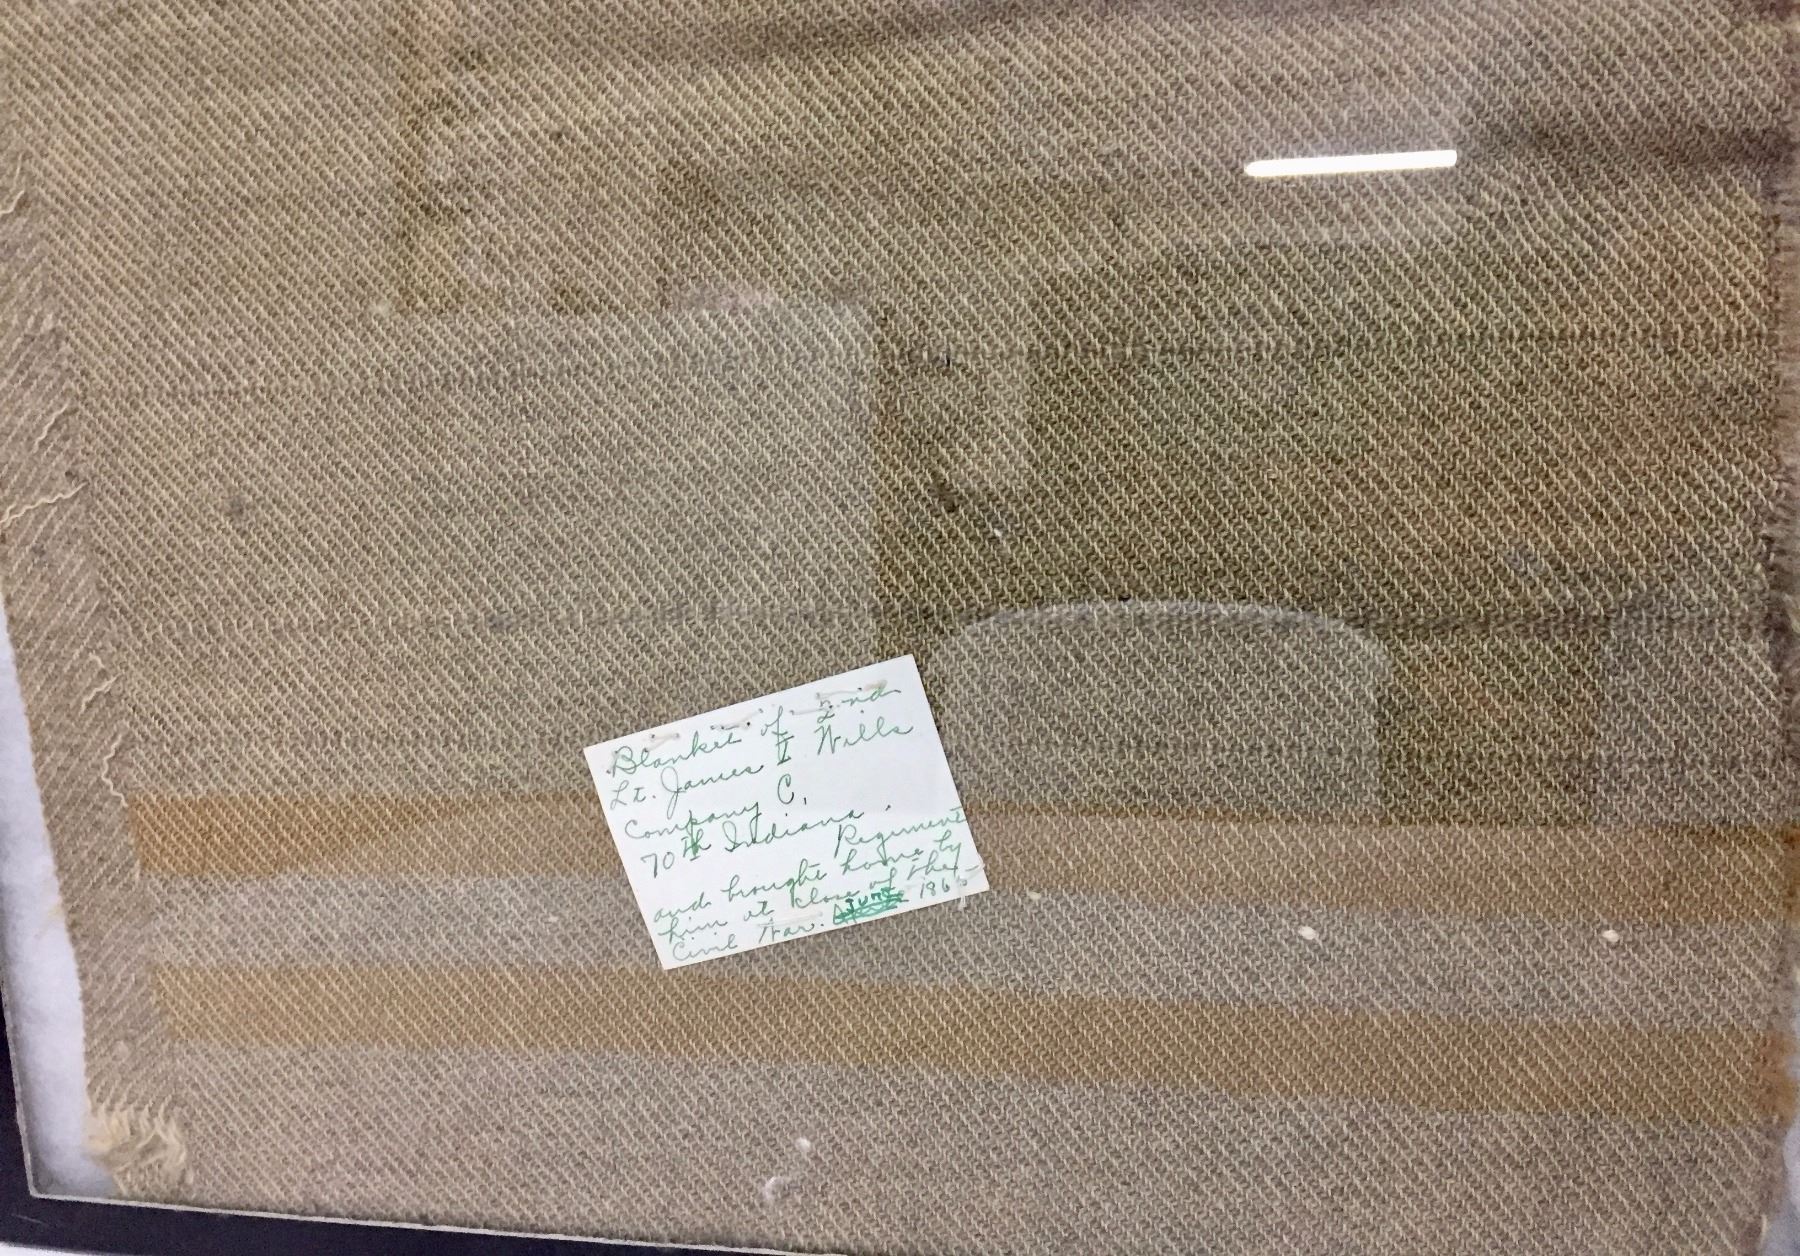 Blanket of 2nd
Lt. James V Wills
Company C,
70th Indiana
Regiment
and brought home by
him at close of the
Civil War. June 1865